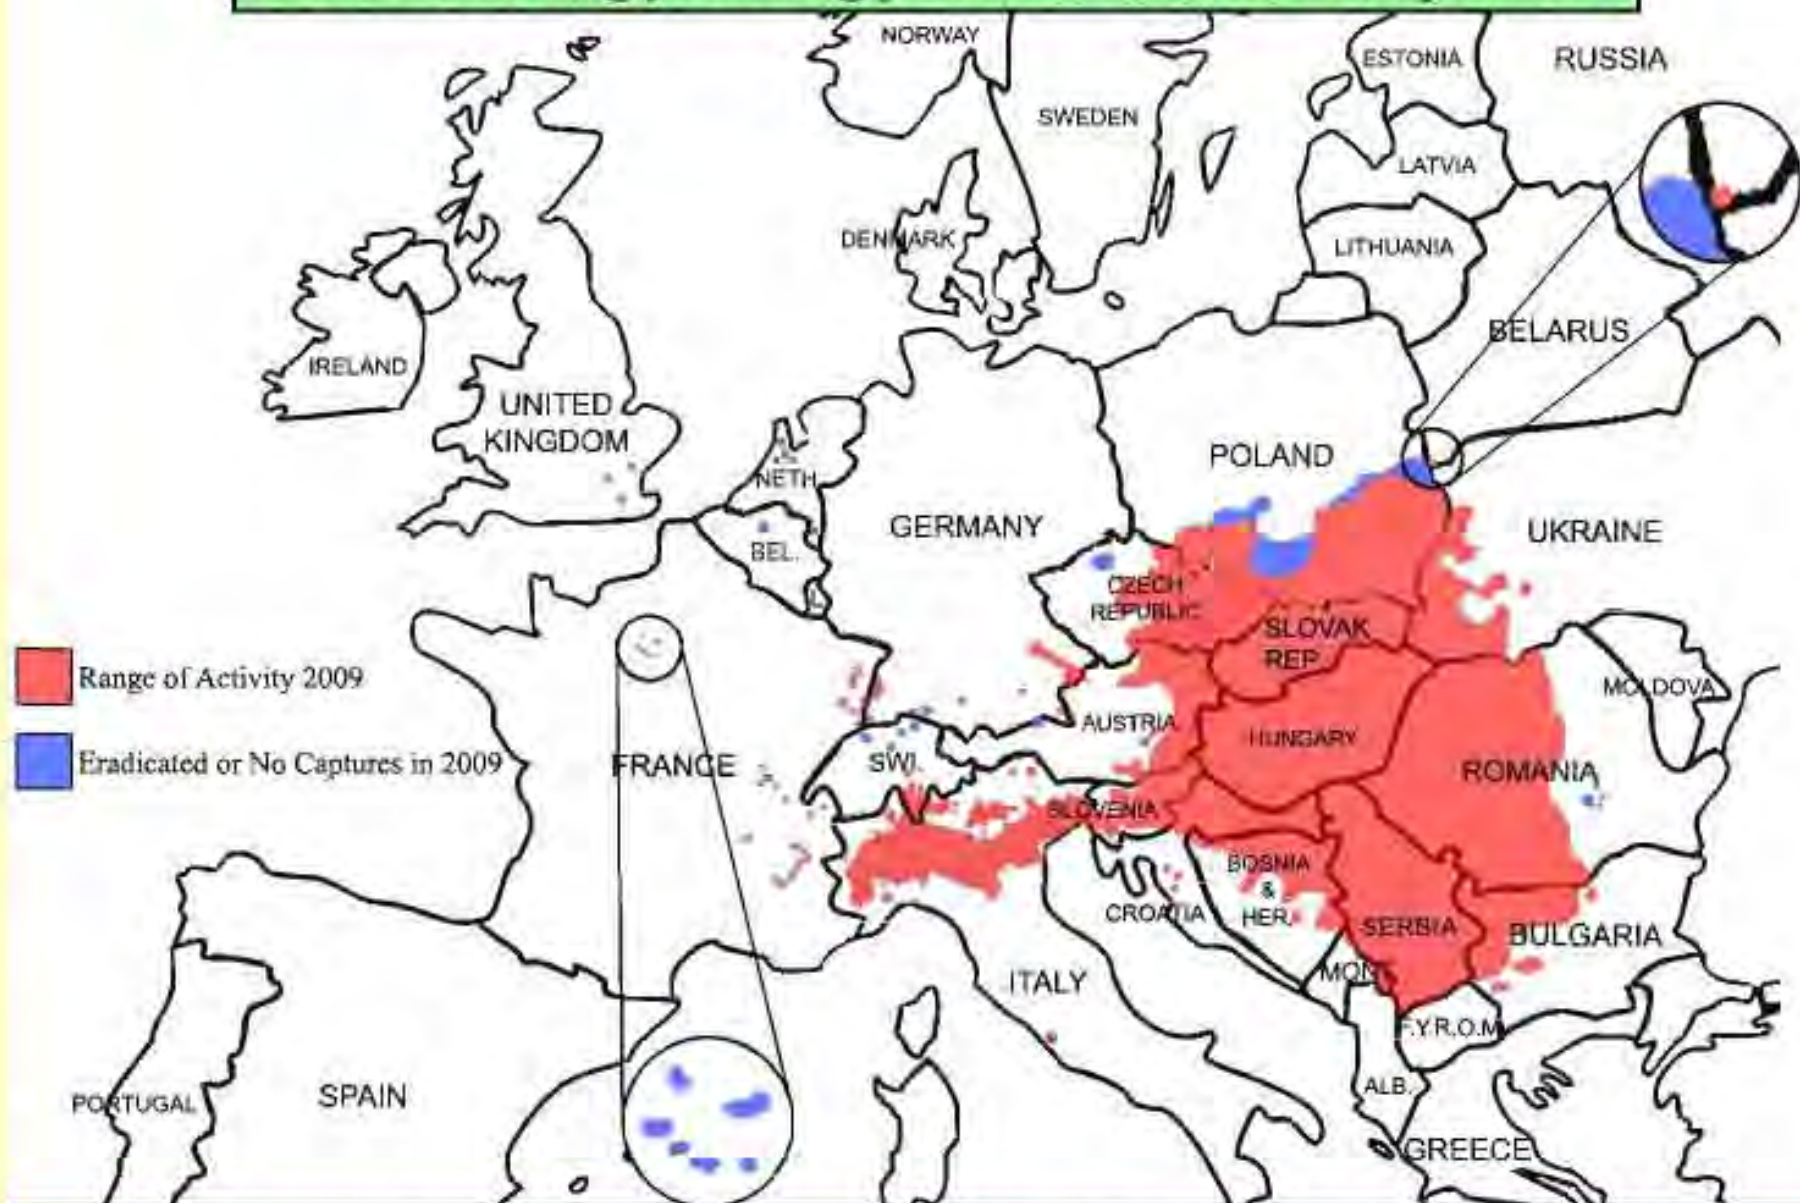 NORWAY
ESTONIA
RUSSIA
SWEDEN
LATVIA
DENMARK
LITHUANIA
BELARUS
IRELAND
UNITED
KINGDOM
POLAND
NETH.
GERMANY
UKRAINE
BEL.
L.
CZECH
REPUBLIC
SLOVAK
REP.
Range of Activity 2009
MOLDOVA
AUSTRIA
HUNGARY
Eradicated or No Captures in 2009
FRANCE
SWI.
ROMANIA
SLOVENIA
BOSNIA
&
HER.
CROATIA
SERBIA
BULGARIA
MON.
ITALY
F.Y.R.O.M
ALB.
SPAIN
PORTUGAL
GREECE